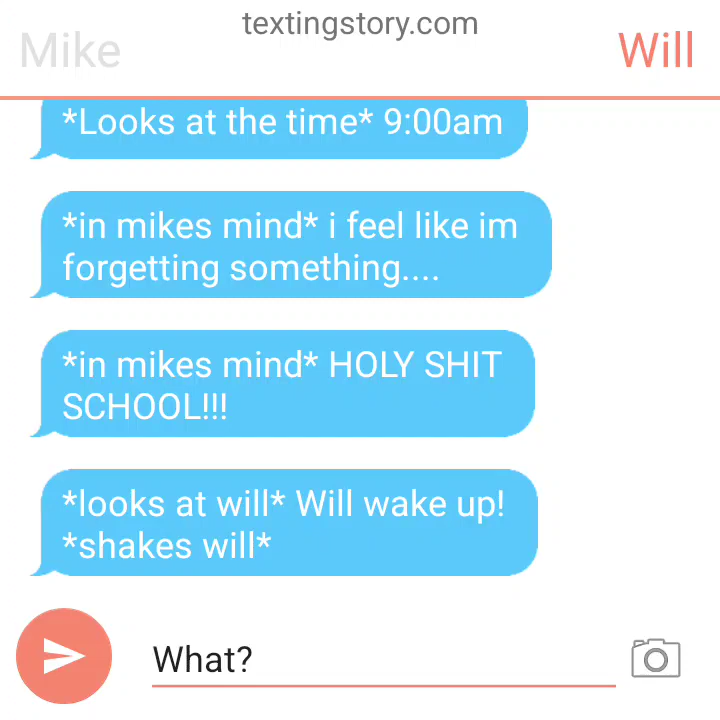 textingstory.com
Mike
Will
*Looks at the time* 9:00am
*in mikes mind* i feel like im
forgetting something....
*in mikes mind* HOLY SHIT
SCHOOL!!!
*looks at will* Will wake up!
*shakes will*
What?